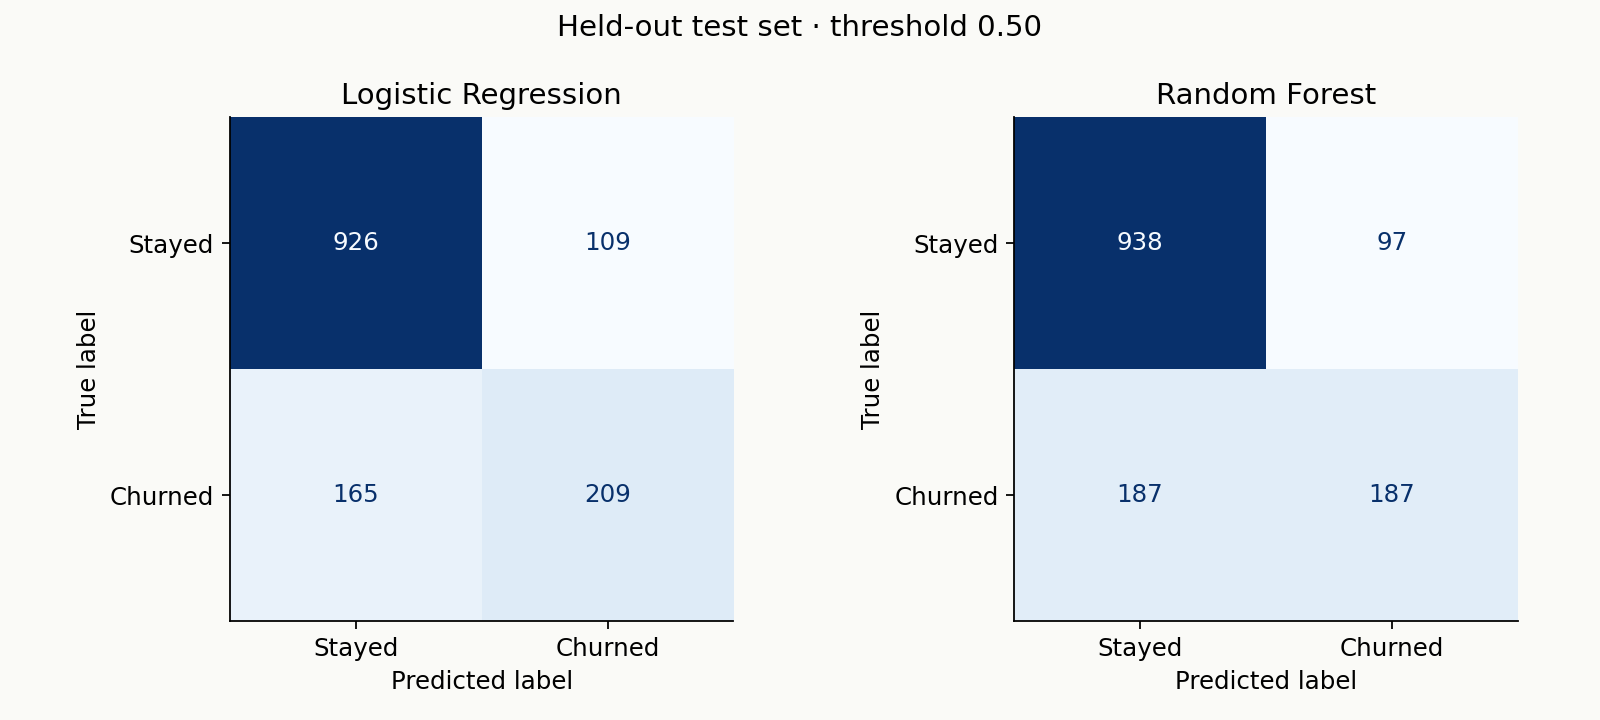 Held-out test set · threshold 0.50
Logistic Regression
True label
Stayed
926
109
Churned
165
209
Stayed
Churned
Predicted label
Random Forest
True label
Stayed
938
97
Churned
187
187
Stayed
Churned
Predicted label